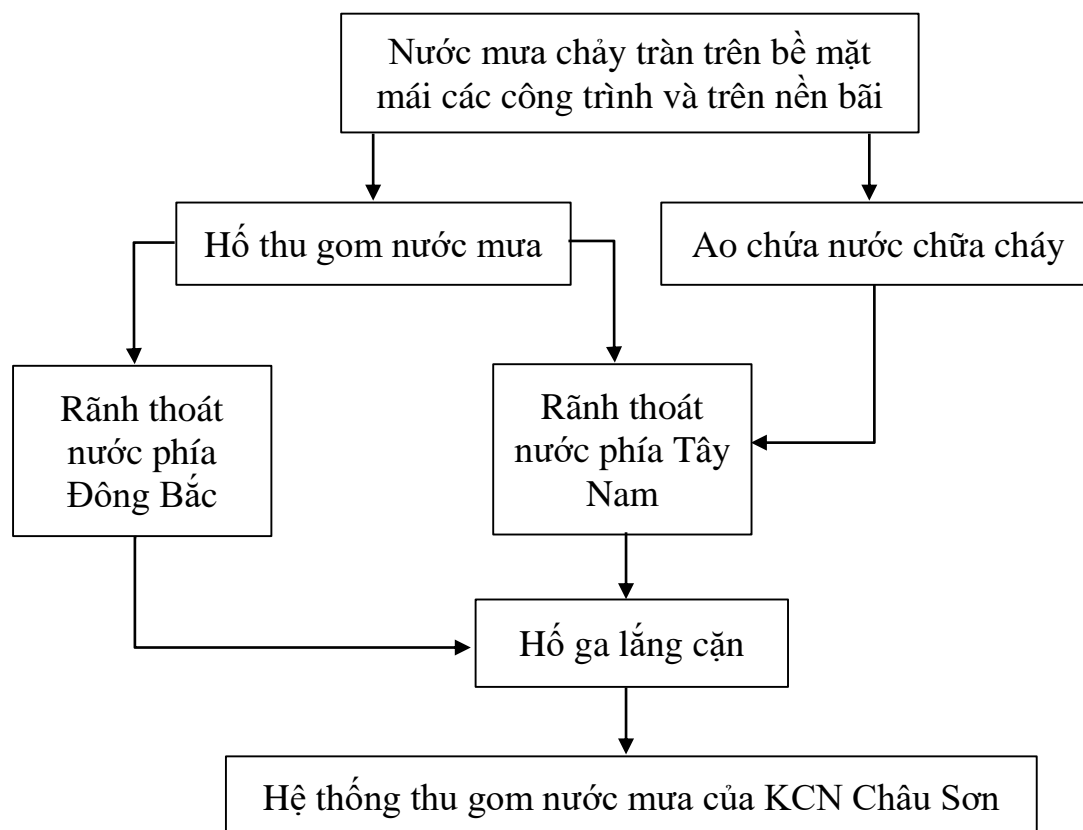 Nước mưa chảy tràn trên bề mặt
mái các công trình và trên nền bãi
Hố thu gom nước mưa
Ao chứa nước chữa cháy
Rãnh thoát
nước phía
Đông Bắc
Rãnh thoát
nước phía Tây
Nam
Hố ga lắng cặn
Hệ thống thu gom nước mưa của KCN Châu Sơn